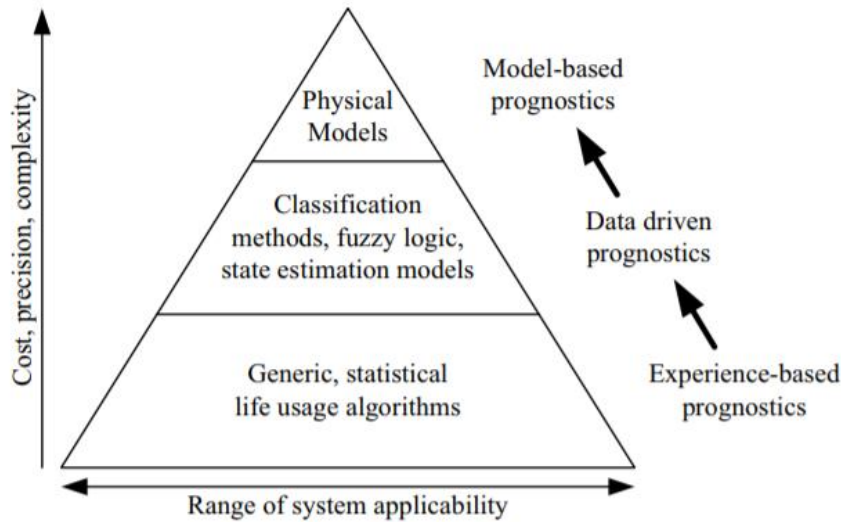 Cost, precision, complexity
Physical
Models
Classification
methods, fuzzy logic,
state estimation models
Generic, statistical
life usage algorithms
Model-based
prognostics
Data driven
prognostics
Experience-based
prognostics
Range of system applicability